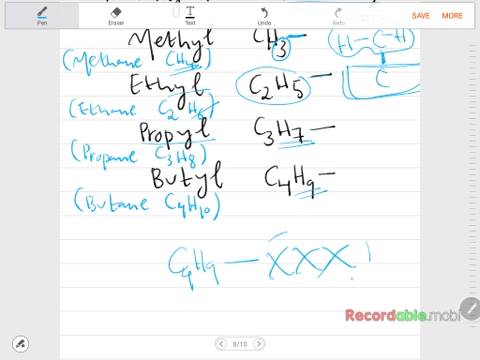 Pen Eraser Text Undo Redo SAVE MORE
Methyl CH3— H-C-H
(Methane CH4) C
Ethyl C2H5—
(Ethane C2H6)
Propyl C3H7—
(Propane C3H8)
Butyl C4H9—
(Butane C4H10)
C4H9—XXX
Recordable.mobi
8/10